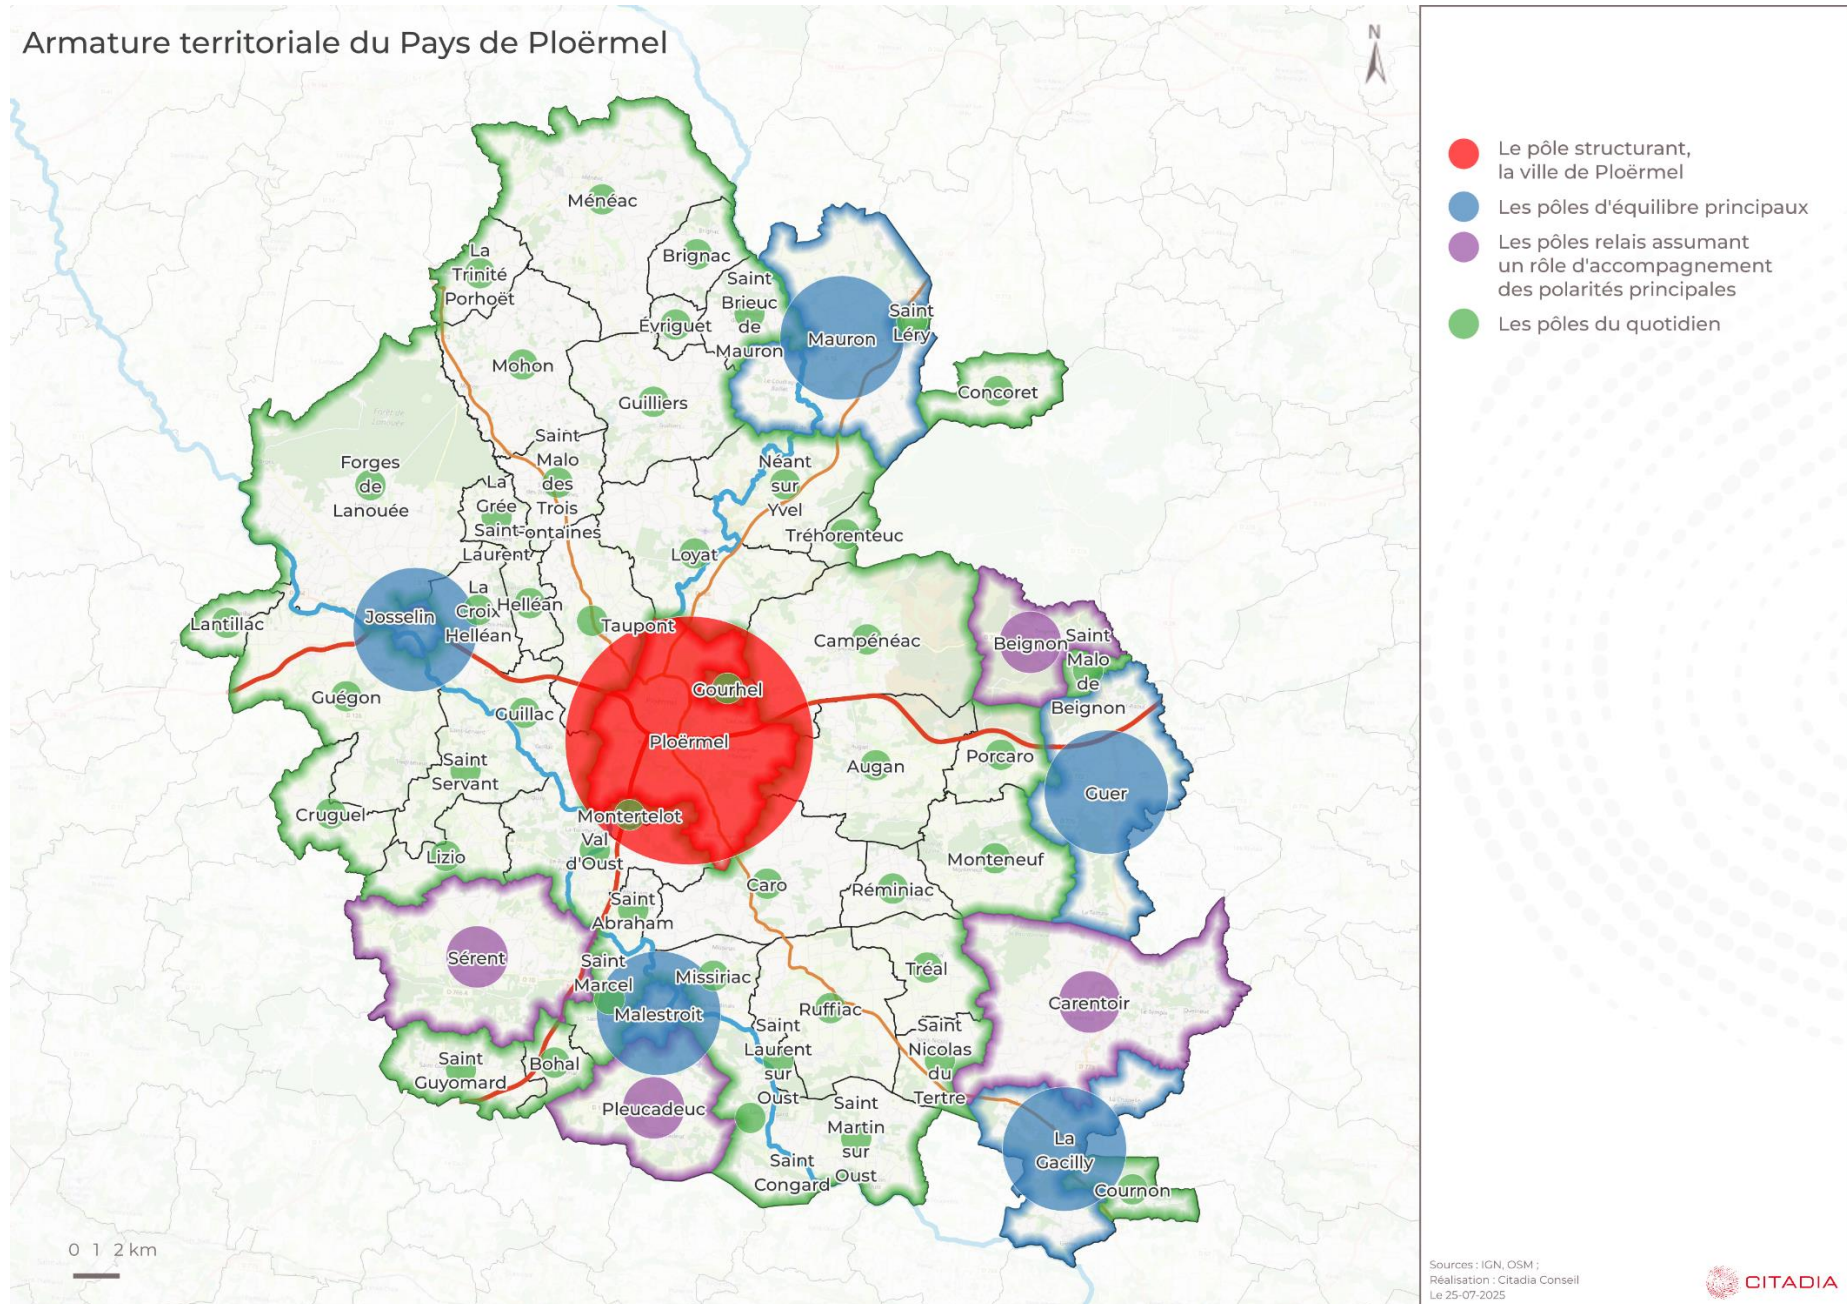 Armature territoriale du Pays de Ploërmel
N
Le pôle structurant,
la ville de Ploërmel
Les pôles d'équilibre principaux
Les pôles relais assumant
un rôle d'accompagnement
des polarités principales
Les pôles du quotidien
Ménéac
La
Trinité
Porhoët
Brignac
Saint
Brieuc
de
Mauron
Évriguet
Mauron
Saint
Léry
Mohon
Guilliers
Concoret
Saint
Malo
des
Trois
Fontaines
Forges
de
Lanouée
La
Grée
Saint
Laurent
Néant
sur
Yvel
Tréhorenteuc
Loyat
Lantillac
Josselin
La
Croix
Helléan
Helléan
Taupont
Campénéac
Beignon
Saint
Malo
de
Beignon
Guégon
Guillac
Gourhel
Ploërmel
Augan
Porcaro
Guer
Saint
Servant
Cruguel
Lizio
Montertelot
Val
d'Oust
Monteneuf
Caro
Réminiac
Saint
Abraham
Sérent
Saint
Marcel
Missiriac
Malestroit
Tréal
Ruffiac
Carentoir
Saint
Guyomard
Bohal
Saint
Laurent
sur
Oust
Saint
Nicolas
du
Tertre
Pleucadeuc
Saint
Martin
sur
Oust
Saint
Congard
La
Gacilly
Cournon
0 1 2 km
Sources : IGN, OSM ;
Réalisation : Citadia Conseil
Le 25-07-2025
CITADIA